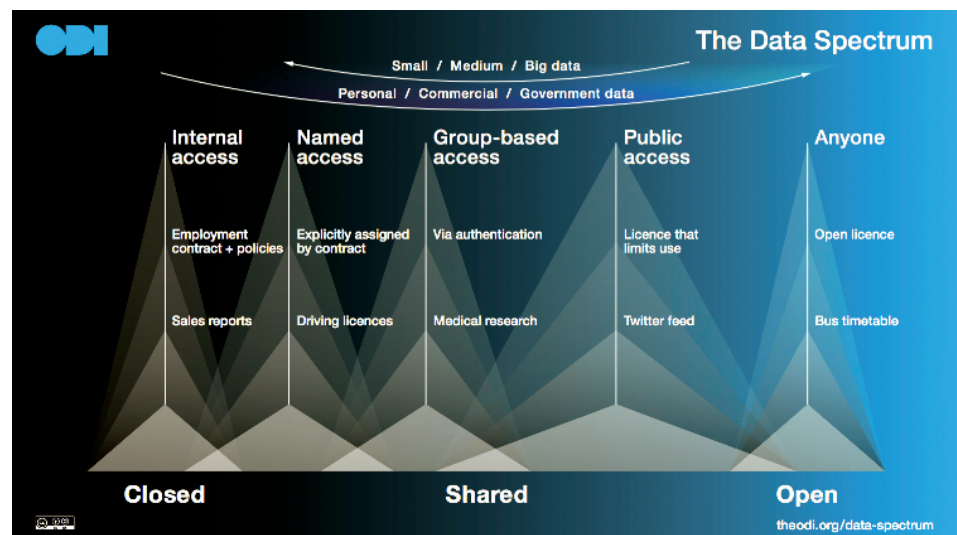 ODI
The Data Spectrum
Small / Medium / Big data
Personal / Commercial / Government data
Internal
access
Named
access
Group-based
access
Public
access
Anyone
Employment
contract + policies
Explicitly assigned
by contract
Via authentication
Licence that
limits use
Open licence
Sales reports
Driving licences
Medical research
Twitter feed
Bus timetable
Closed
Shared
Open
theodi.org/data-spectrum